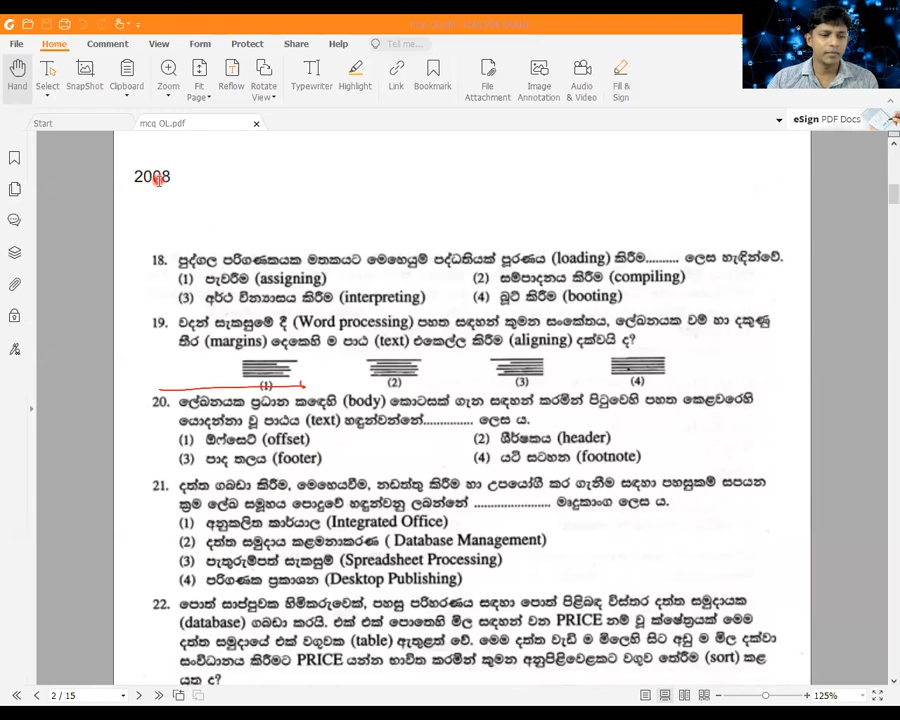 File Home Comment View Form Protect Share Help Tell me...
Hand Select SnapShot Clipboard Zoom Fit Page Reflow Rotate View Typewriter Highlight Link Bookmark File Attachment Image Annotation Audio & Video Fill & Sign
Start mcq OL.pdf eSign PDF Docs
2008
18. පුද්ගල පරිගණකයක මතකයට මෙහෙයුම් පද්ධතියක් පූරණය (loading) කිරීම.......... ලෙස හැඳින්වේ.
(1) පැවරීම (assigning) (2) සම්පාදනය කිරීම (compiling)
(3) අර්ථ වින්‍යාසය කිරීම (interpreting) (4) බූට් කිරීම (booting)
19. වදන් සැකසුමේ දී (Word processing) පහත සඳහන් කුමන සංකේතය, ලේඛනයක වම් හා දකුණු
තීර (margins) දෙකෙහි ම පාඨ (text) එකෙල්ල කිරීම (aligning) දක්වයි ද?
(1) (2) (3) (4)
20. ලේඛනයක ප්‍රධාන කඳෙහි (body) කොටසක් ගැන සඳහන් කරමින් පිටුවෙහි පහත කෙළවරෙහි
යොදන්නා වූ පාඨය (text) හඳුන්වන්නේ.............. ලෙස ය.
(1) ඕෆ්සෙට් (offset) (2) ශීර්ෂකය (header)
(3) පාද තලය (footer) (4) යටි සටහන (footnote)
21. දත්ත ගබඩා කිරීම, මෙහෙයවීම, නඩත්තු කිරීම හා උපයෝගී කර ගැනීම සඳහා පහසුකම් සපයන
ක්‍රම ලේඛ සමූහය පොදුවේ හඳුන්වනු ලබන්නේ ...................... මෘදුකාංග ලෙස ය.
(1) අනුකලිත කාර්යාල (Integrated Office)
(2) දත්ත සමුදාය කළමනාකරණ ( Database Management)
(3) පැතුරුම්පත් සැකසුම් (Spreadsheet Processing)
(4) පරිගණක ප්‍රකාශන (Desktop Publishing)
22. පොත් සාප්පුවක හිමිකරුවෙක්, පහසු පරිහරණය සඳහා පොත් පිළිබඳ විස්තර දත්ත සමුදායක
(database) ගබඩා කරයි. එක් එක් පොතෙහි මිල සඳහන් වන PRICE නම් වූ ක්ෂේත්‍රයක් මෙම
දත්ත සමුදායේ එක් වගුවක (table) ඇතුළත් වේ. මෙම දත්ත වැඩි ම මිලෙහි සිට අඩු ම මිල දක්වා
සංවිධානය කිරීමට PRICE යන්න භාවිත කරමින් කුමන අනුපිළිවෙළකට වගුව තේරීම (sort) කළ
යුතු ද?
2 / 15 125%